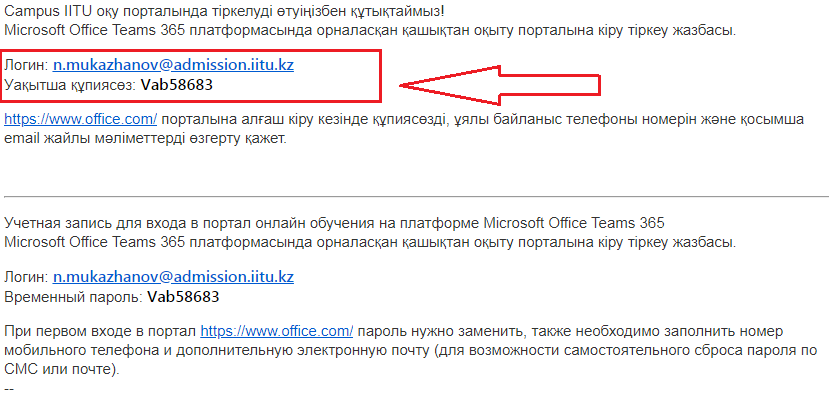 Campus IITU оқу порталында тіркелуді өтуіңізбен құтықтаймыз!
Microsoft Office Teams 365 платформасында орналасқан қашықтан оқыту порталына кіру тіркеу жазбасы.
Логин: n.mukazhanov@admission.iitu.kz
Уақытша құпиясөз: Vab58683
https://www.office.com/ порталына алғаш кіру кезінде құпиясөзді, ұялы байланыс телефоны номерін және қосымша
email жайлы мәліметтерді өзгерту қажет.
Учетная запись для входа в портал онлайн обучения на платформе Microsoft Office Teams 365
Microsoft Office Teams 365 платформасында орналасқан қашықтан оқыту порталына кіру тіркеу жазбасы.
Логин: n.mukazhanov@admission.iitu.kz
Временный пароль: Vab58683
При первом входе в портал https://www.office.com/ пароль нужно заменить, также необходимо заполнить номер
мобильного телефона и дополнительную электронную почту (для возможности самостоятельного сброса пароля по
СМС или почте).
--